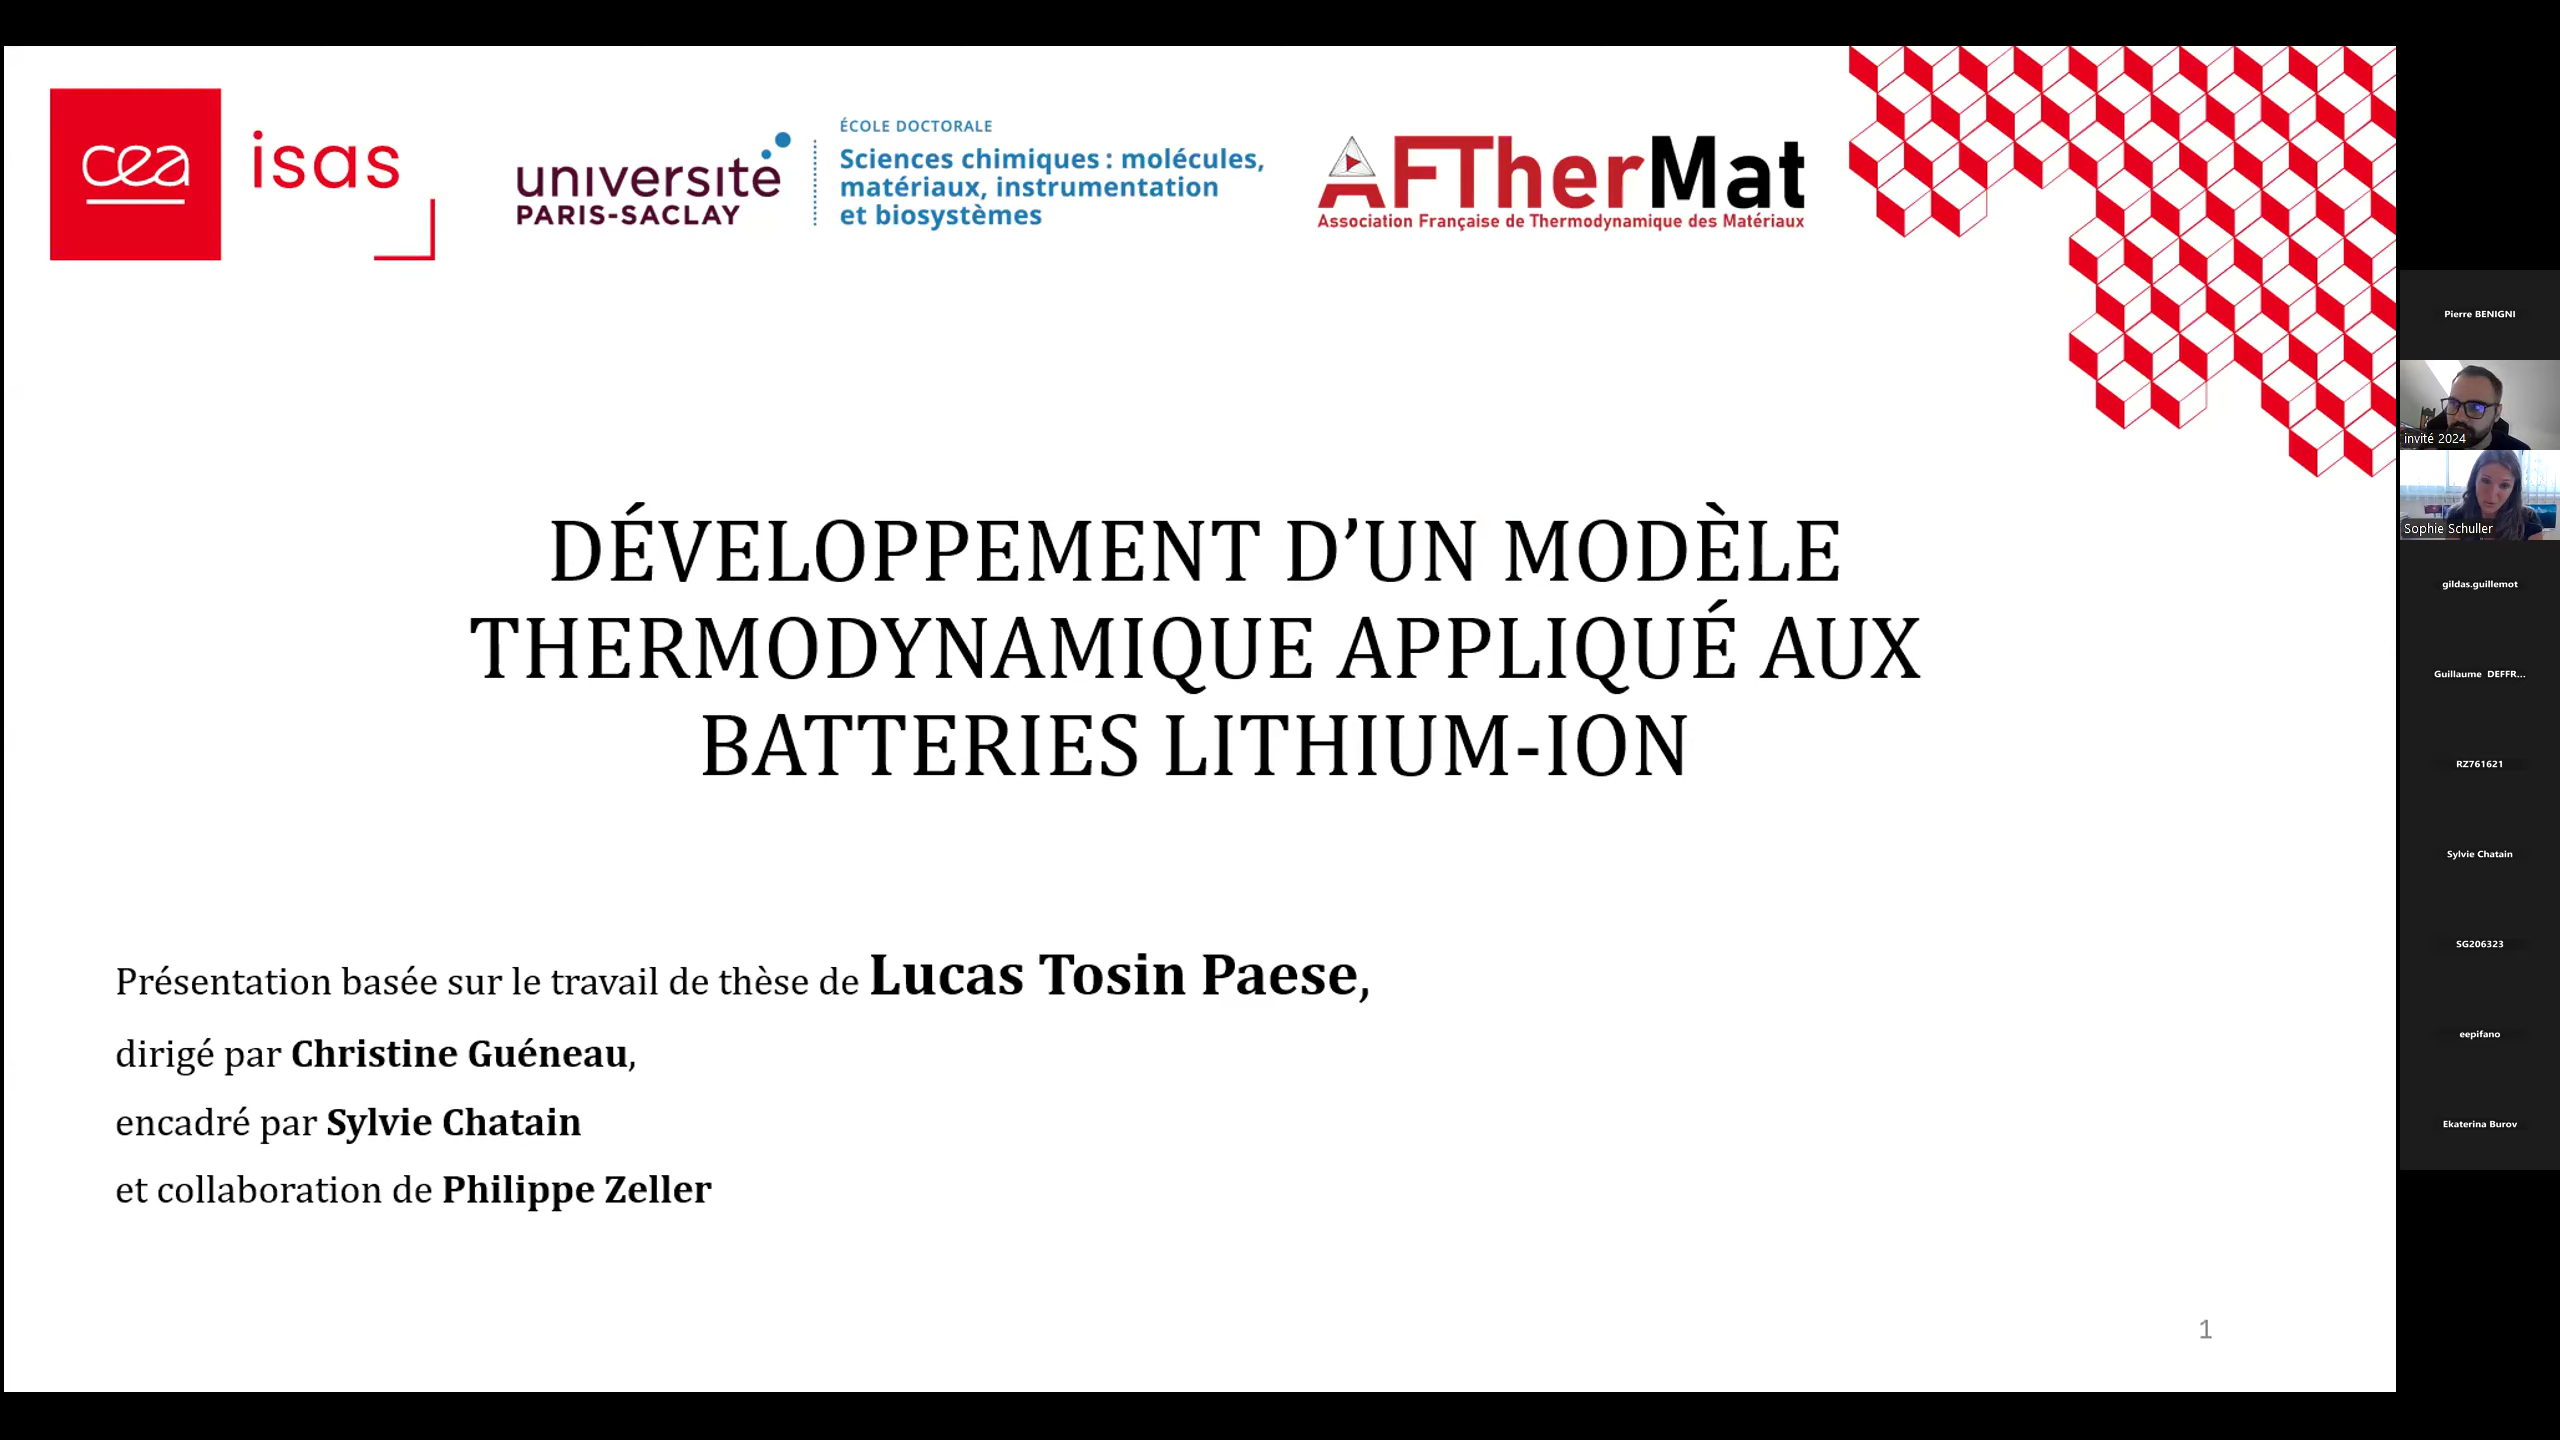 cea
isas
université
PARIS-SACLAY
ÉCOLE DOCTORALE
Sciences chimiques : molécules,
matériaux, instrumentation
et biosystèmes
AFTherMat
Association Française de Thermodynamique des Matériaux
DÉVELOPPEMENT D’UN MODÈLE
THERMODYNAMIQUE APPLIQUÉ AUX
BATTERIES LITHIUM-ION
Présentation basée sur le travail de thèse de Lucas Tosin Paese,
dirigé par Christine Guéneau,
encadré par Sylvie Chatain
et collaboration de Philippe Zeller
1
Pierre BENIGNI
invité 2024
Sophie Schuller
gildas.guillemot
Guillaume DEFFR...
RZ761621
Sylvie Chatain
SG206323
eepifano
Ekaterina Burov